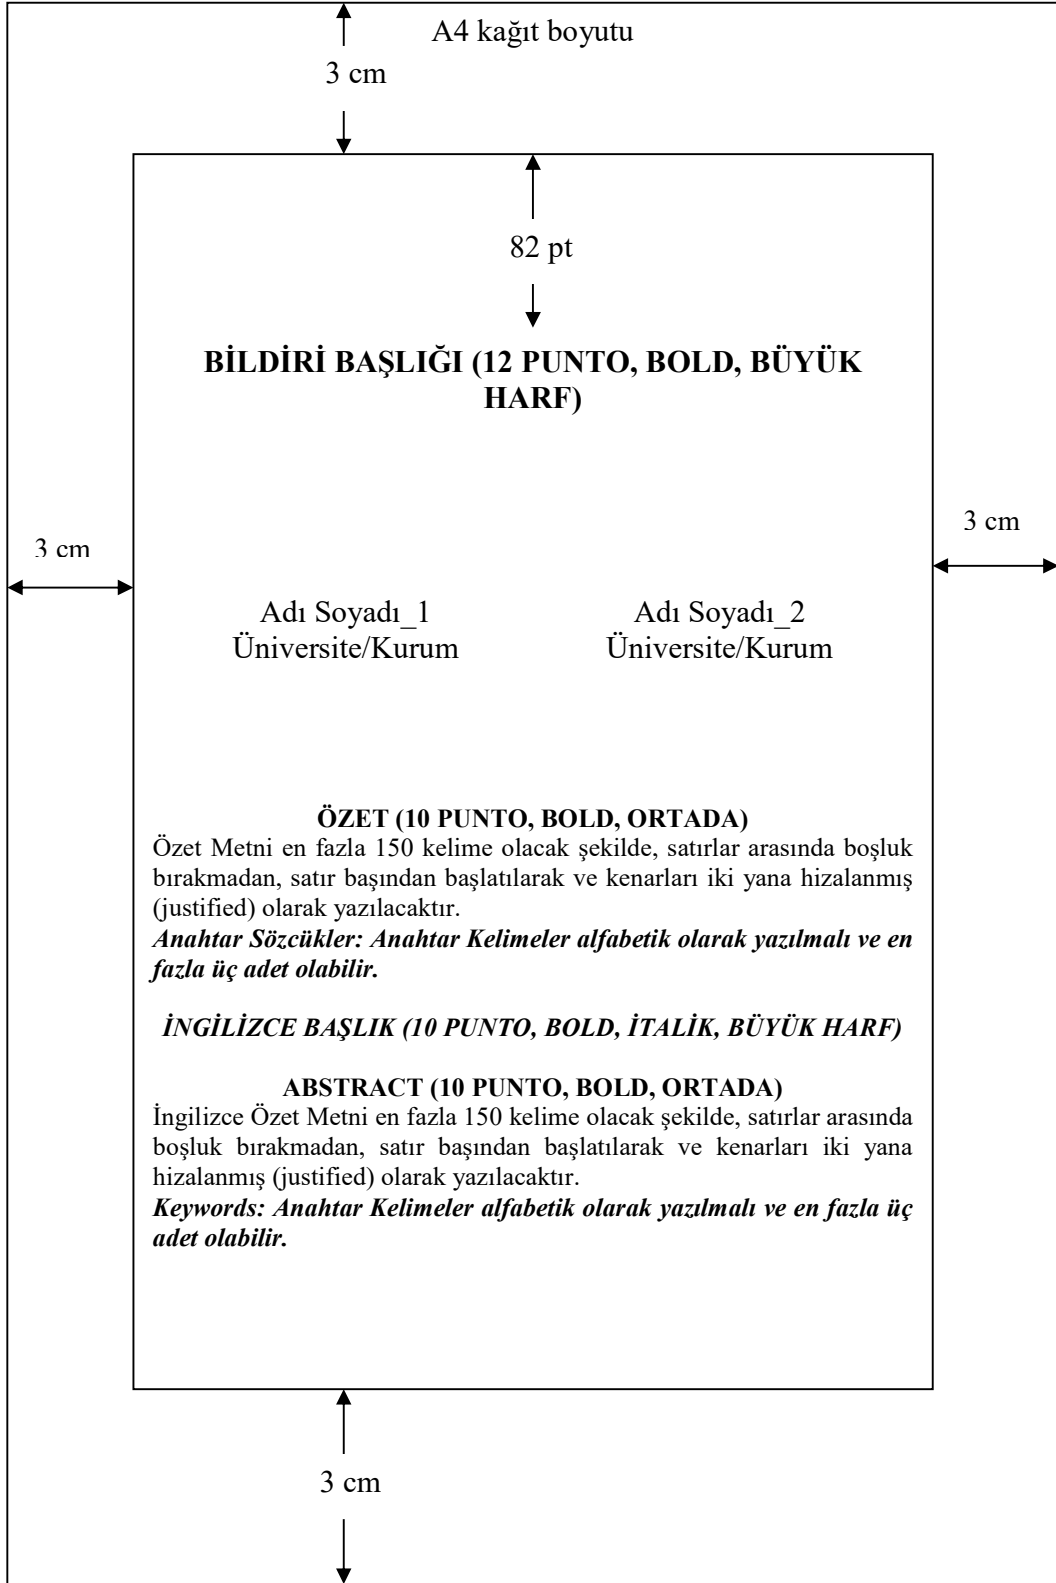 A4 kağıt boyutu
3 cm
82 pt
BİLDİRİ BAŞLIĞI (12 PUNTO, BOLD, BÜYÜK
HARF)
3 cm
3 cm
Adı Soyadı_1
Üniversite/Kurum
Adı Soyadı_2
Üniversite/Kurum
ÖZET (10 PUNTO, BOLD, ORTADA)
Özet Metni en fazla 150 kelime olacak şekilde, satırlar arasında boşluk
bırakmadan, satır başından başlatılarak ve kenarları iki yana hizalanmış
(justified) olarak yazılacaktır.
Anahtar Sözcükler: Anahtar Kelimeler alfabetik olarak yazılmalı ve en
fazla üç adet olabilir.
İNGİLİZCE BAŞLIK (10 PUNTO, BOLD, İTALİK, BÜYÜK HARF)
ABSTRACT (10 PUNTO, BOLD, ORTADA)
İngilizce Özet Metni en fazla 150 kelime olacak şekilde, satırlar arasında
boşluk bırakmadan, satır başından başlatılarak ve kenarları iki yana
hizalanmış (justified) olarak yazılacaktır.
Keywords: Anahtar Kelimeler alfabetik olarak yazılmalı ve en fazla üç
adet olabilir.
3 cm